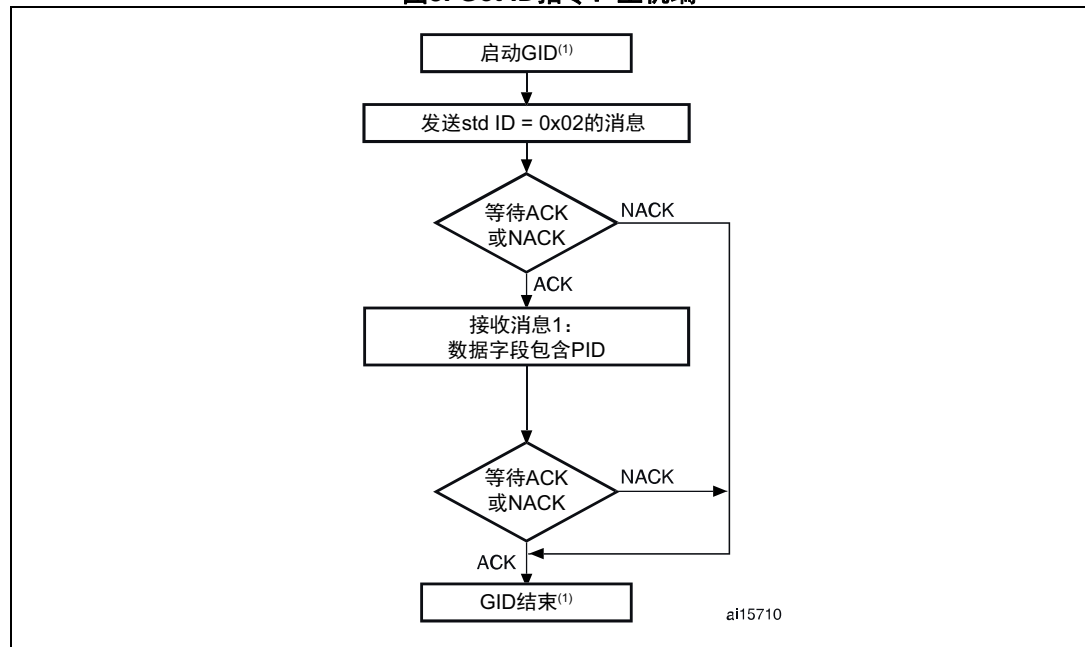 启动GID(1)
发送std ID = 0x02的消息
等待ACK
或NACK
NACK
ACK
接收消息1：
数据字段包含PID
等待ACK
或NACK
NACK
ACK
GID结束(1)
ai15710